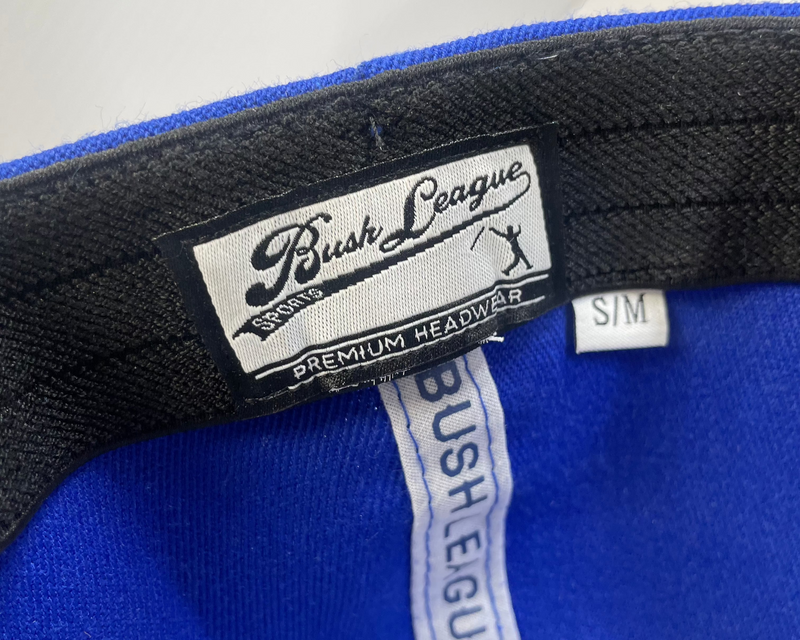 Bush League
SPORTS
PREMIUM HEADWEAR
S/M
BUSH LEAGU